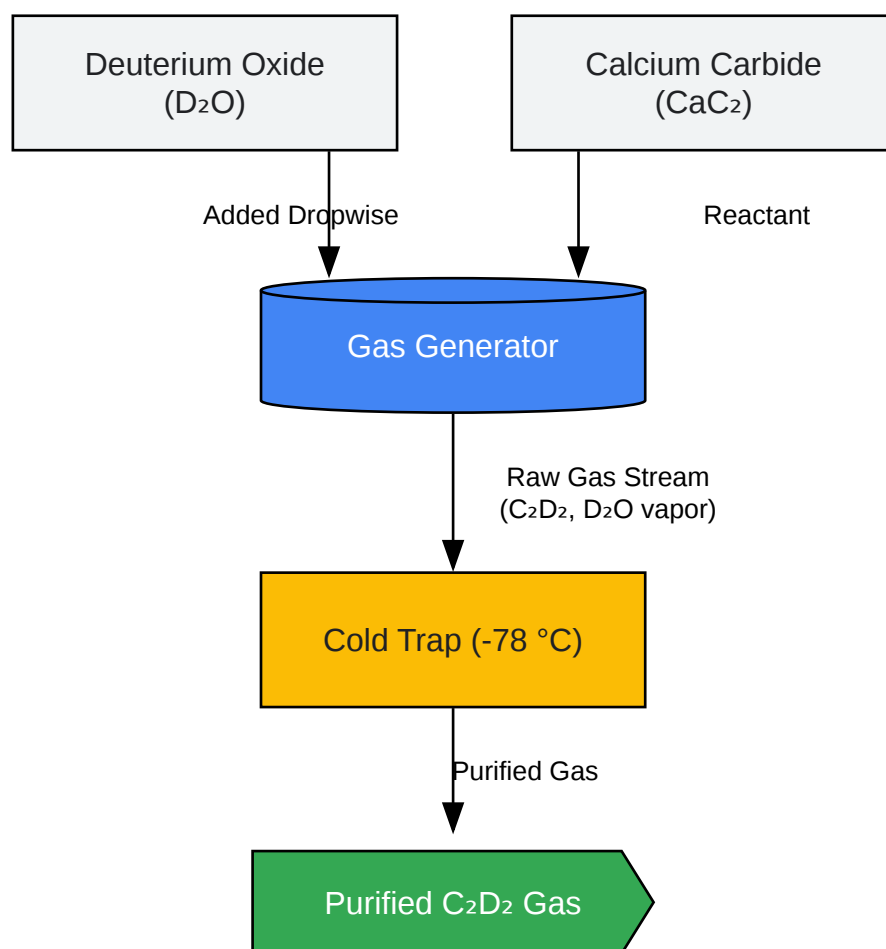 Deuterium Oxide
(D₂O)
Calcium Carbide
(CaC₂)
Added Dropwise
Reactant
Gas Generator
Raw Gas Stream
(C₂D₂, D₂O vapor)
Cold Trap (-78 °C)
Purified Gas
Purified C₂D₂ Gas